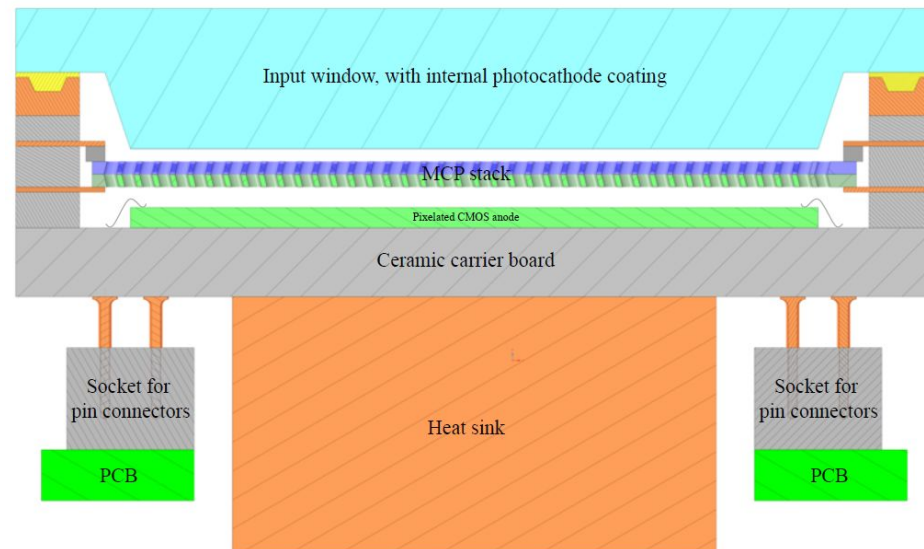 Input window, with internal photocathode coating
MCP stack
Pixelated CMOS anode
Ceramic carrier board
Socket for
pin connectors
Heat sink
Socket for
pin connectors
PCB
PCB